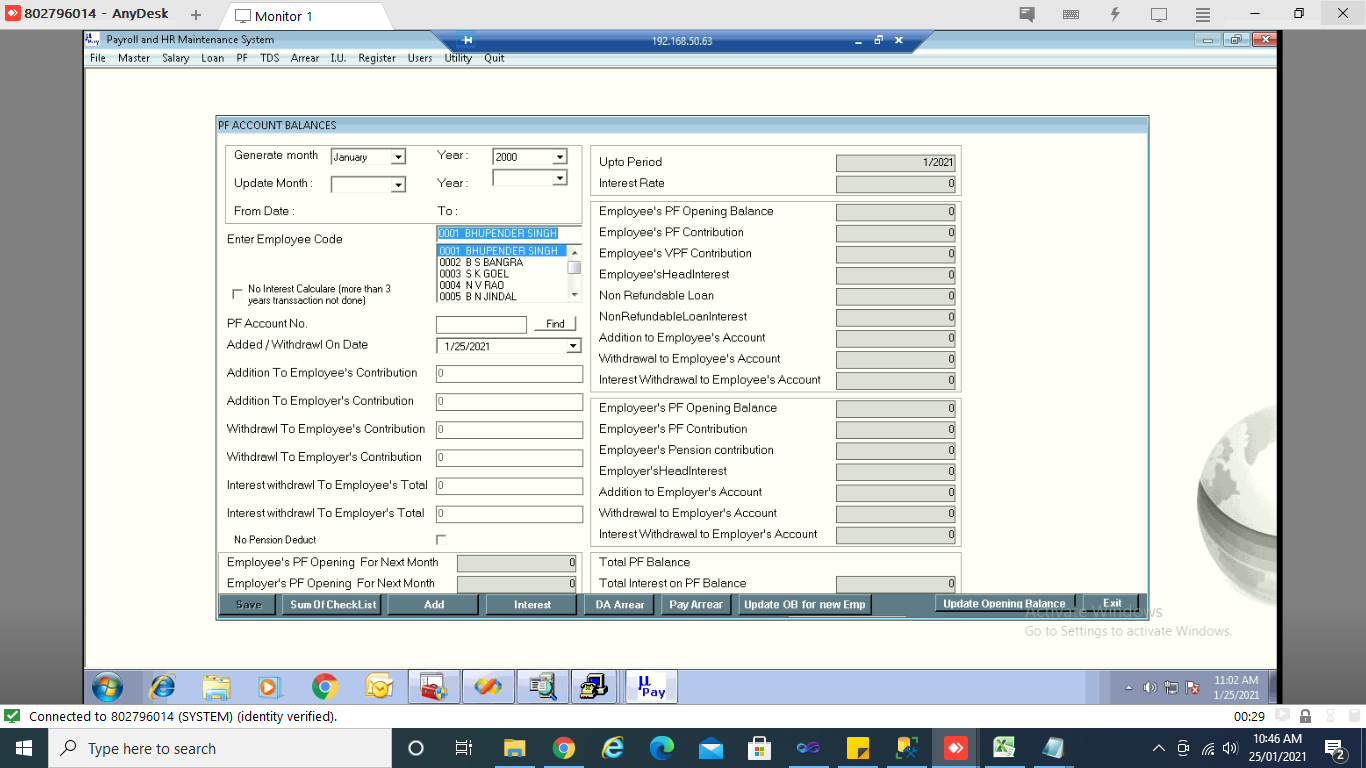 802796014 - AnyDesk
Monitor 1
Payroll and HR Maintenance System
192.168.50.63
File Master Salary Loan PF TDS Arrear I.U. Register Users Utility Quit
PF ACCOUNT BALANCES
Generate month January Year : 2000
Update Month : Year :
From Date : To :
Enter Employee Code 0001 BHUPENDER SINGH
0001 BHUPENDER SINGH
0002 B S BANGRA
0003 S K GOEL
0004 N V RAO
0005 B N JINDAL
No Interest Calculare (more than 3
years transsaction not done)
PF Account No. Find
Added / Withdrawl On Date 1/25/2021
Addition To Employee's Contribution 0
Addition To Employer's Contribution 0
Withdrawl To Employee's Contribution 0
Withdrawl To Employer's Contribution 0
Interest withdrawl To Employee's Total 0
Interest withdrawl To Employer's Total 0
No Pension Deduct
Employee's PF Opening For Next Month 0
Employer's PF Opening For Next Month 0
Upto Period 1/2021
Interest Rate 0
Employee's PF Opening Balance 0
Employee's PF Contribution 0
Employee's VPF Contribution 0
Employee'sHeadInterest 0
Non Refundable Loan 0
NonRefundableLoanInterest 0
Addition to Employee's Account 0
Withdrawal to Employee's Account 0
Interest Withdrawal to Employee's Account 0
Employeer's PF Opening Balance 0
Employeer's PF Contribution 0
Employeer's Pension contribution 0
Employer'sHeadInterest 0
Addition to Employer's Account 0
Withdrawal to Employer's Account 0
Interest Withdrawal to Employer's Account 0
Total PF Balance
Total Interest on PF Balance 0
Save Sum Of CheckList Add Interest DA Arrear Pay Arrear Update OB for new Emp Update Opening Balance Exit
Activate Windows
Go to Settings to activate Windows.
µ Pay
11:02 AM
1/25/2021
Connected to 802796014 (SYSTEM) (identity verified).
00:29
Type here to search
10:46 AM
25/01/2021
2